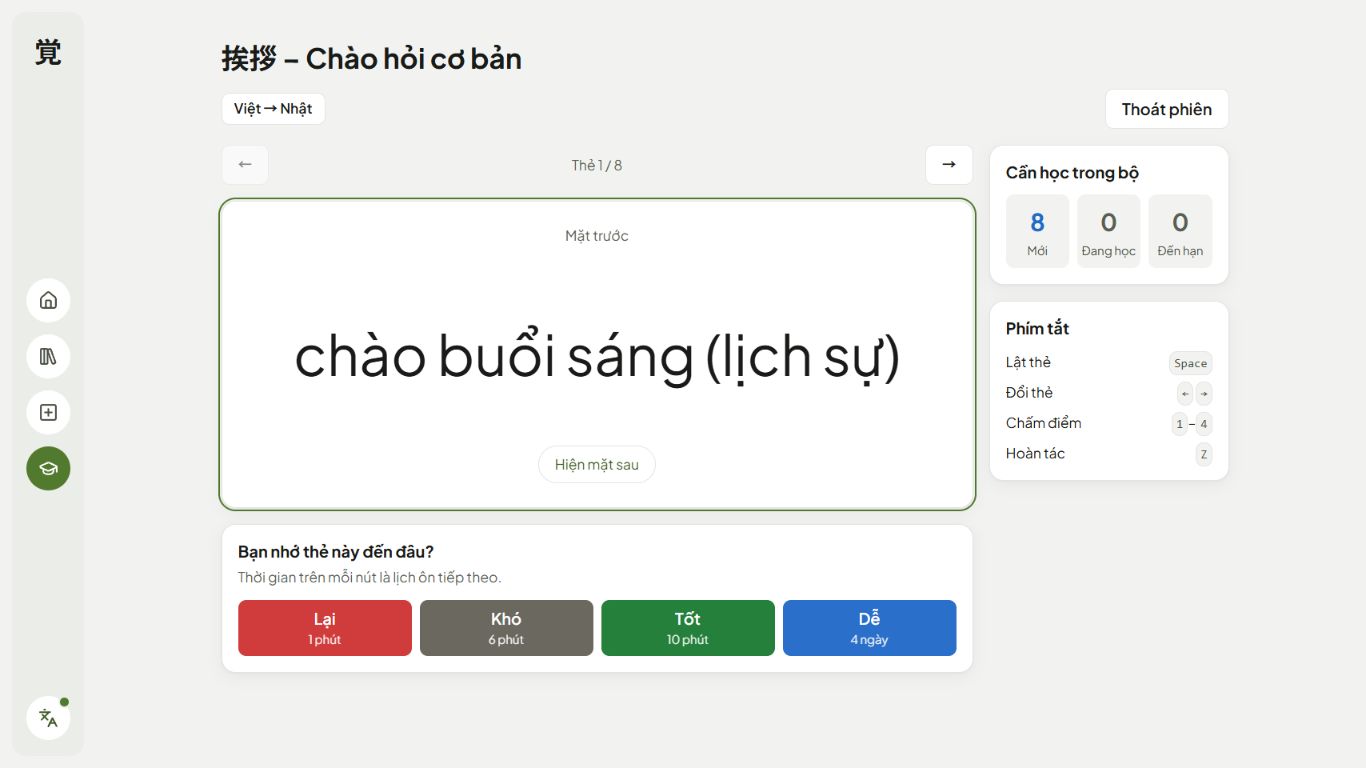 覚
挨拶 – Chào hỏi cơ bản
Việt → Nhật
Thoát phiên
←
Thẻ 1 / 8
→
Mặt trước
chào buổi sáng (lịch sự)
Hiện mặt sau
Bạn nhớ thẻ này đến đâu?
Thời gian trên mỗi nút là lịch ôn tiếp theo.
Lại
1 phút
Khó
6 phút
Tốt
10 phút
Dễ
4 ngày
Cần học trong bộ
8
Mới
0
Đang học
0
Đến hạn
Phím tắt
Lật thẻ Space
Đổi thẻ ← →
Chấm điểm 1 – 4
Hoàn tác Z